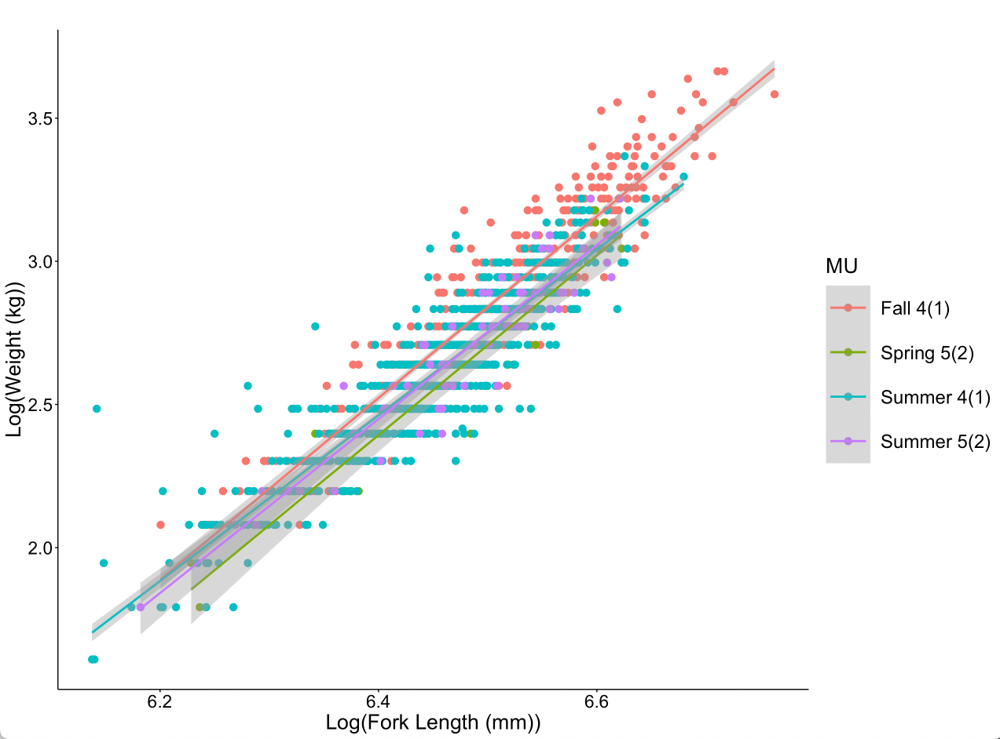 Log(Weight (kg))
3.5
3.0
2.5
2.0
6.2 6.4 6.6
Log(Fork Length (mm))
MU
Fall 4(1)
Spring 5(2)
Summer 4(1)
Summer 5(2)